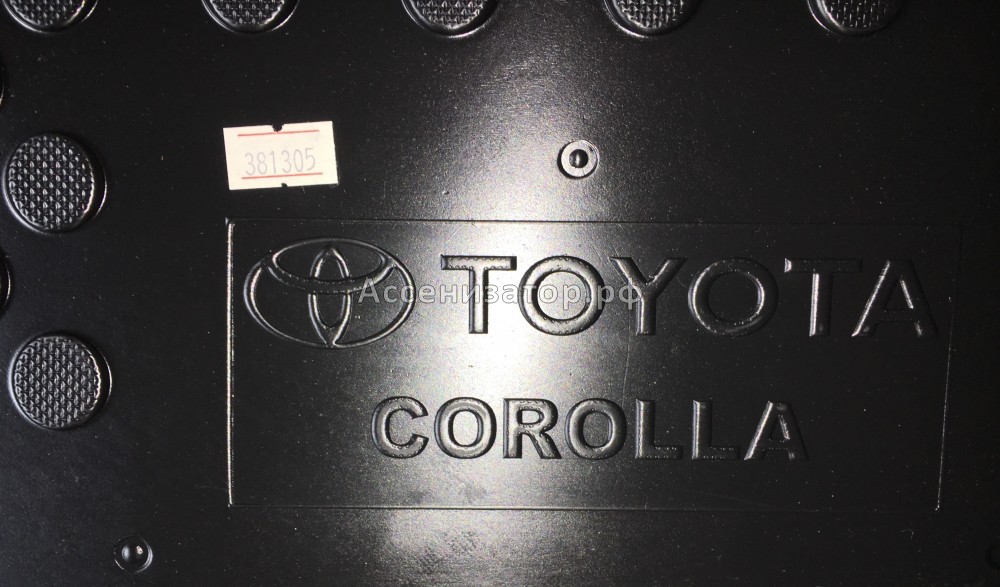 381305
TOYOTA
Ассенизатор.рф
COROLLA